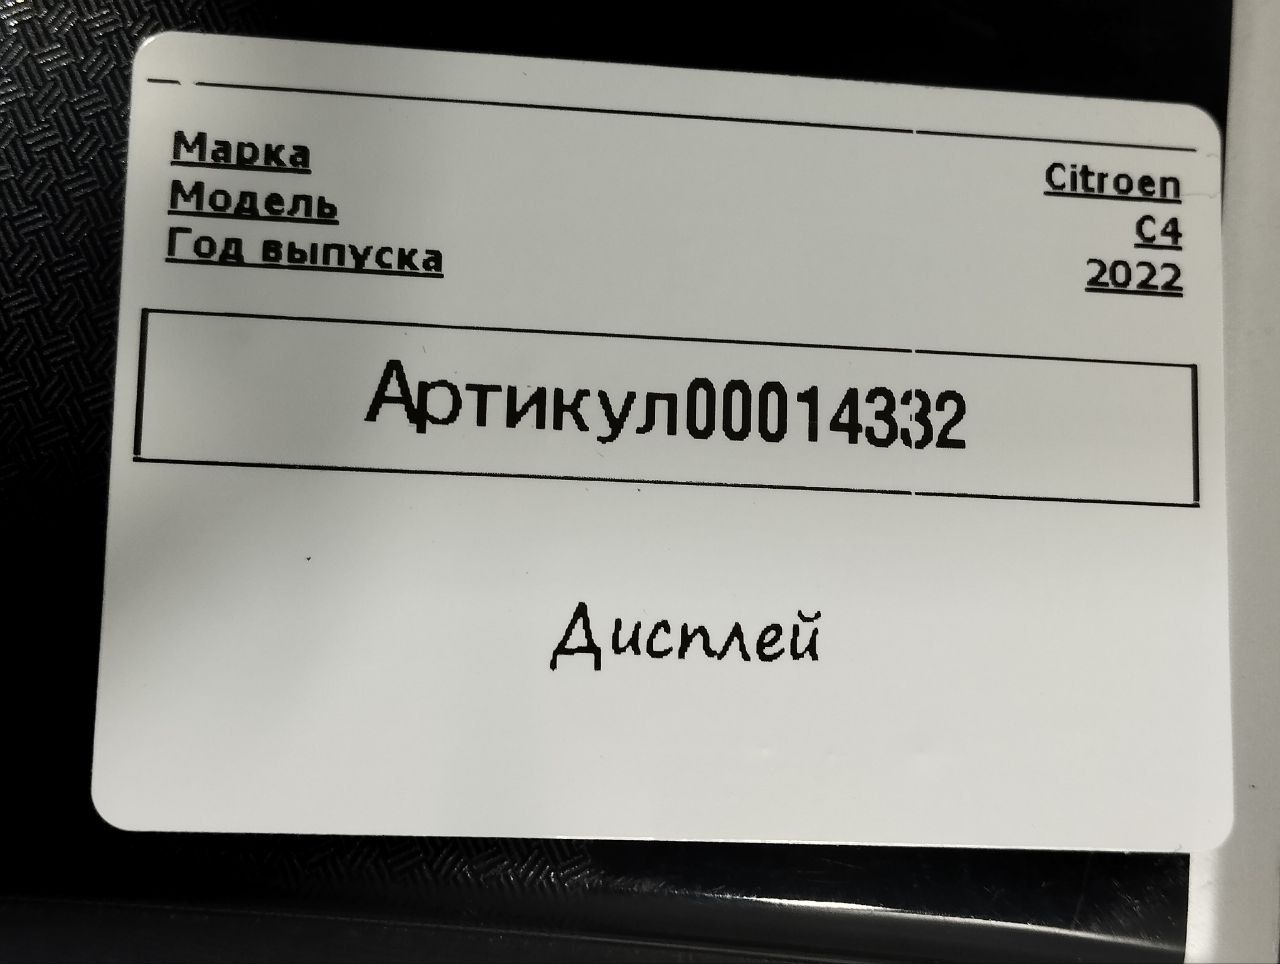 Марка Citroen
Модель C4
Год выпуска 2022
Артикул00014332
Дисплей